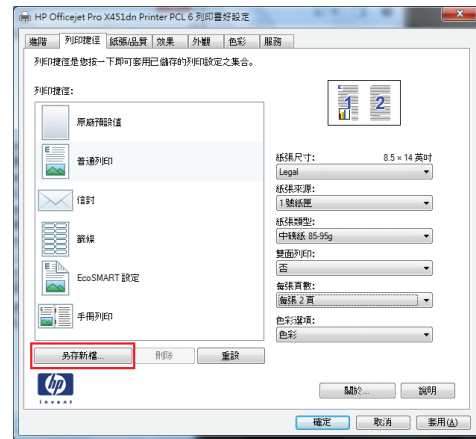 HP Officejet Pro X451dn Printer PCL 6 列印喜好設定
進階 列印捷徑 紙張/品質 效果 外觀 色彩 服務
列印捷徑是您按一下即可套用已儲存的列印設定之集合。
列印捷徑:
原廠預設值
普通列印
信封
錫條
EcoSMART 設定
手冊列印
另存新檔... 刪除 重設
1 2
紙張尺寸: 8.5 × 14 英吋
Legal
紙張來源:
1 號紙匣
紙張類型:
中磅紙 85-95g
雙面列印:
否
每張頁數:
每張 2 頁
色彩選項:
色彩
hp
invent
關於... 說明
確定 取消 套用(A)